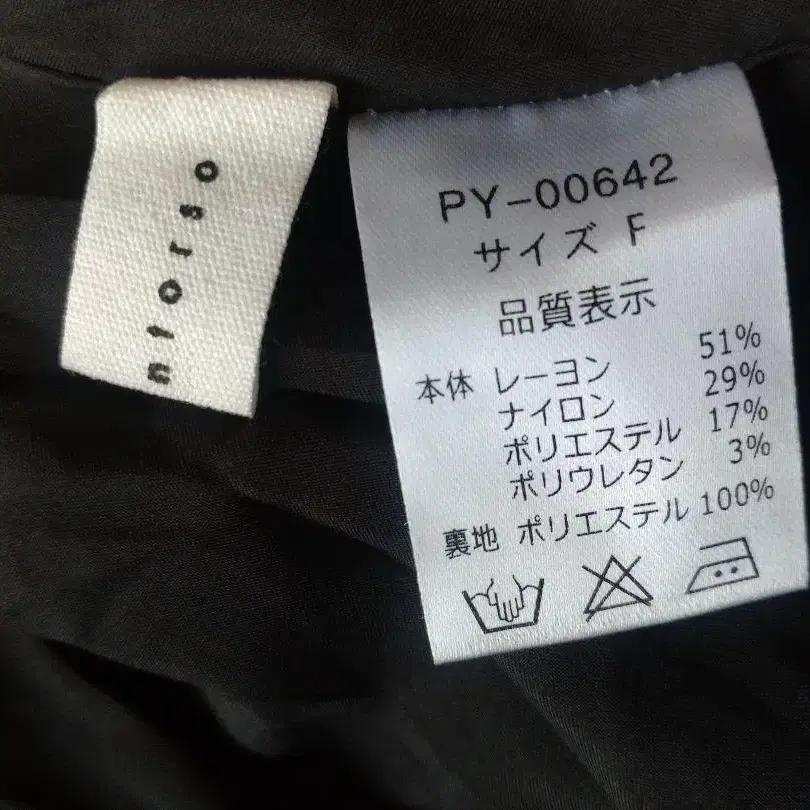 ntorso
PY-00642
サイズ F
品質表示
本体 レーヨン 51%
ナイロン 29%
ポリエステル 17%
ポリウレタン 3%
裏地 ポリエステル 100%